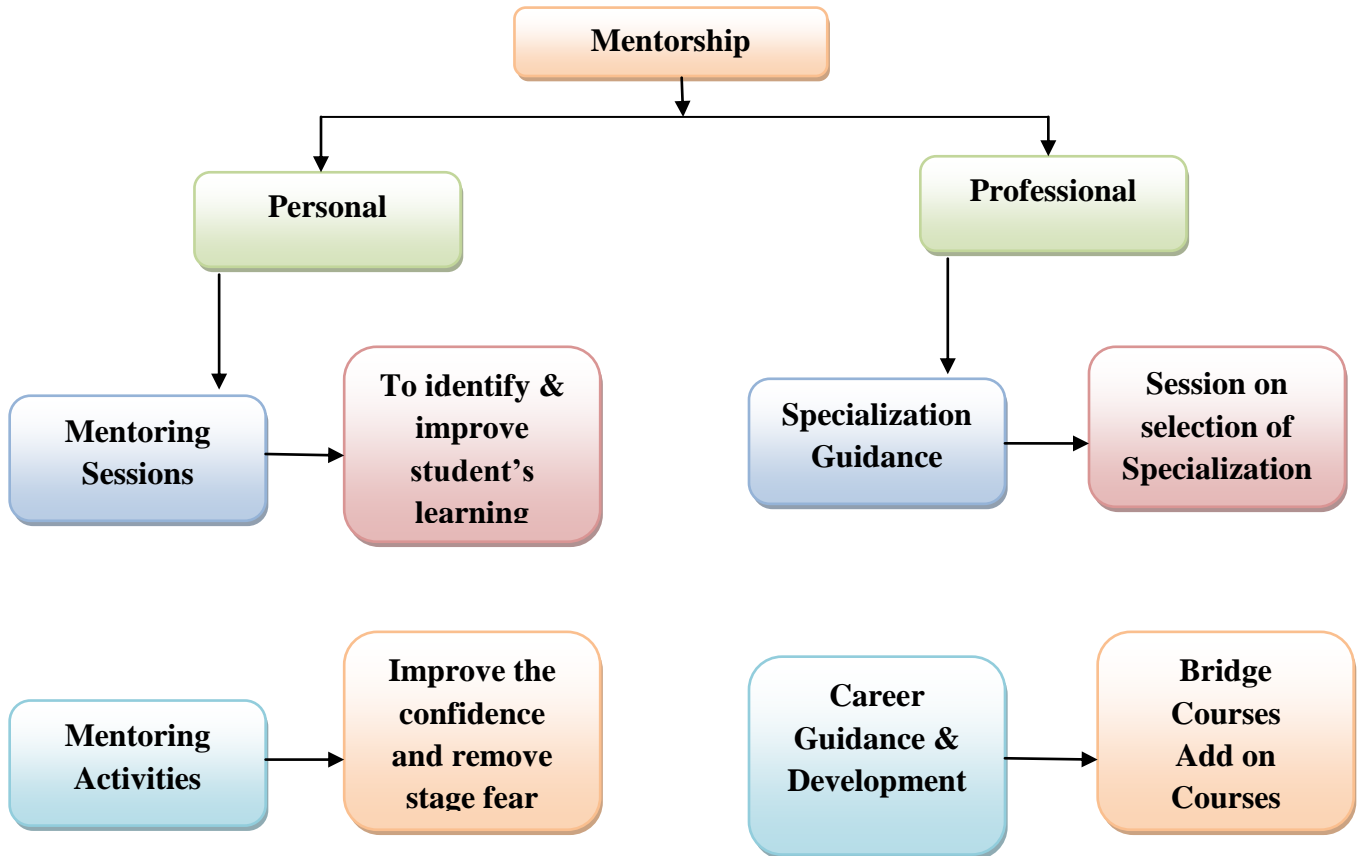 Mentorship
Personal
Professional
Mentoring
Sessions
To identify &
improve
student’s
learning
Specialization
Guidance
Session on
selection of
Specialization
Mentoring
Activities
Improve the
confidence
and remove
stage fear
Career
Guidance &
Development
Bridge
Courses
Add on
Courses